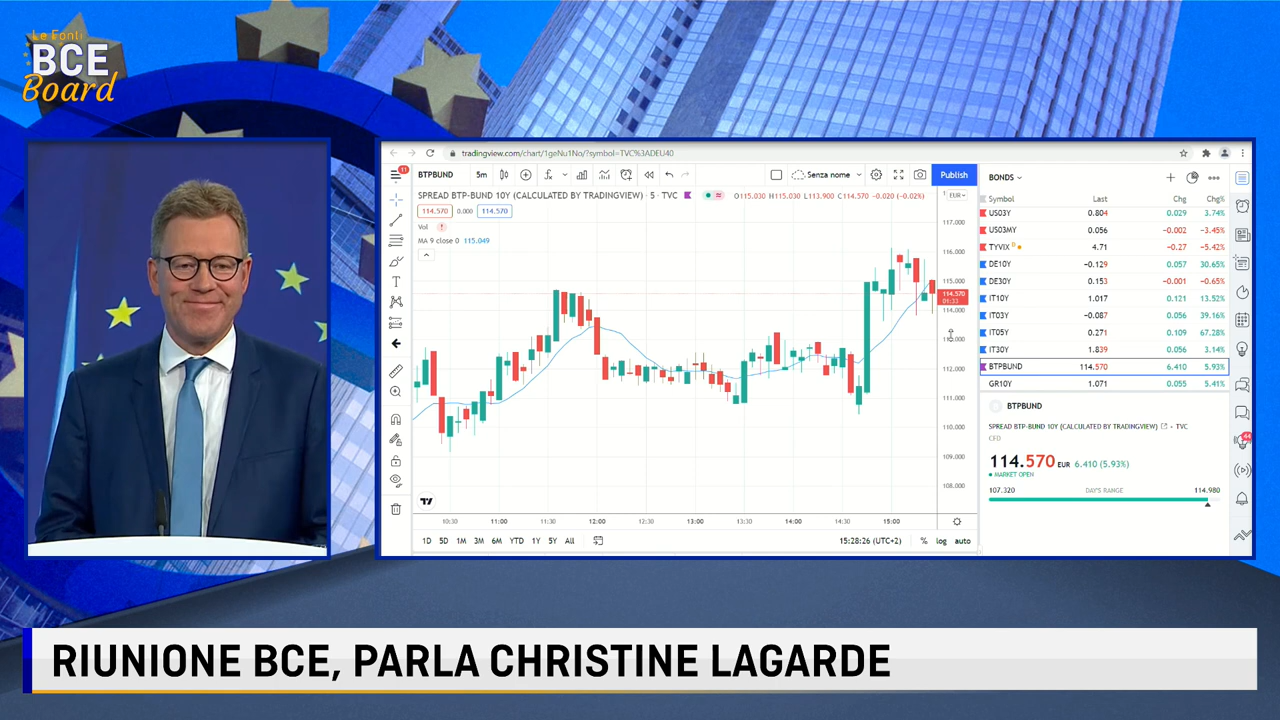 Le Fonti
BCE
Board
tradingview.com/chart/1geNu1No/?symbol=TVC%3ADEU40
11
BTPBUND
5m
Senza nome
Publish
BONDS
SPREAD BTP-BUND 10Y (CALCULATED BY TRADINGVIEW) · 5 · TVC
O115.030 H115.030 L113.900 C114.570 -0.020 (-0.02%)
EUR
114.570 0.000 114.570
Vol
MA 9 close 0 115.049
117.000
116.000
115.000
114.570
01:33
114.000
112.000
111.000
110.000
109.000
108.000
10:30 11:00 11:30 12:00 12:30 13:00 13:30 14:00 14:30 15:00
1D 5D 1M 3M 6M YTD 1Y 5Y All
15:28:26 (UTC+2) % log auto
Symbol Last Chg Chg%
US03Y 0.804 0.029 3.74%
US03MY 0.056 -0.002 -3.45%
TYVIX D 4.71 -0.27 -5.42%
DE10Y -0.129 0.057 30.65%
DE30Y 0.153 -0.001 -0.65%
IT10Y 1.017 0.121 13.52%
IT03Y -0.087 0.056 39.16%
IT05Y 0.271 0.109 67.28%
IT30Y 1.839 0.056 3.14%
BTPBUND 114.570 6.410 5.93%
GR10Y 1.071 0.055 5.41%
BTPBUND
SPREAD BTP-BUND 10Y (CALCULATED BY TRADINGVIEW) • TVC
CFD
114.570 EUR 6.410 (5.93%)
MARKET OPEN
107.320 DAY'S RANGE 114.980
RIUNIONE BCE, PARLA CHRISTINE LAGARDE